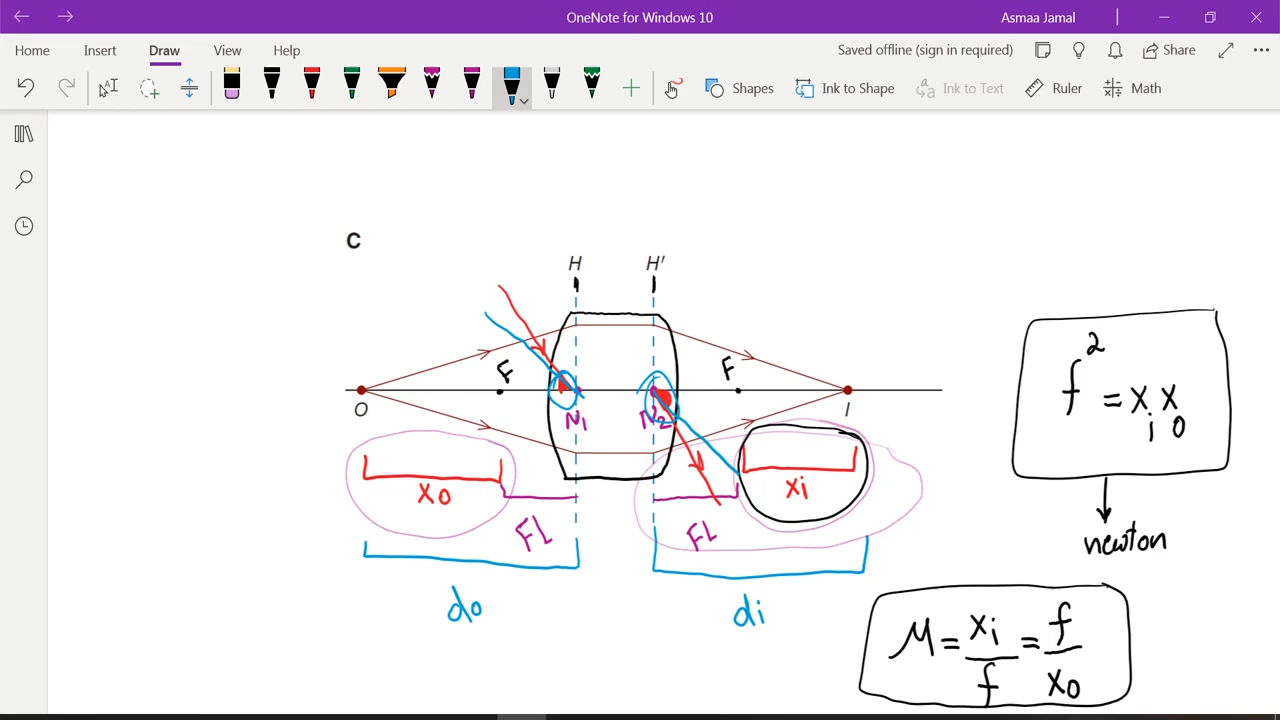 OneNote for Windows 10
Asmaa Jamal
Home Insert Draw View Help
Saved offline (sign in required)
Share
Shapes
Ink to Shape
Ink to Text
Ruler
Math
C
H H'
F F
O N1 N2 I
xo xi
FL FL
do di
f² = xi xo
newton
M = xi/f = f/xo